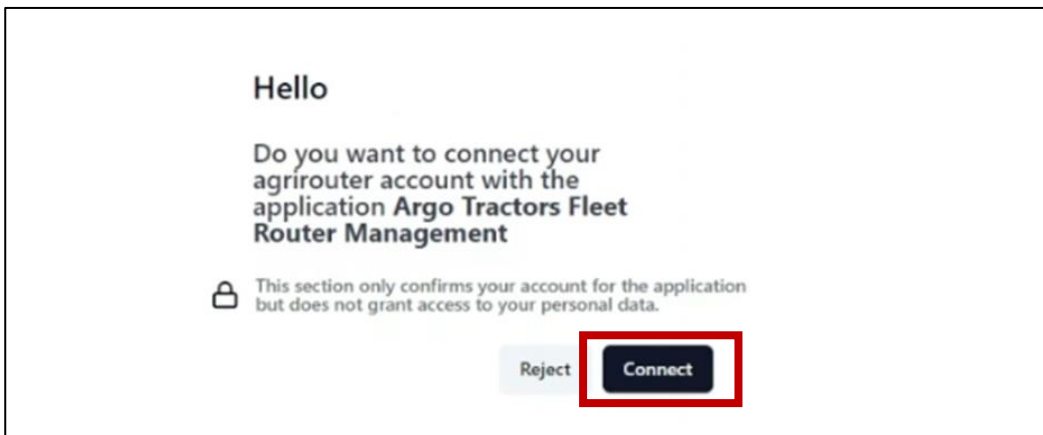 Hello
Do you want to connect your
agrirouter account with the
application Argo Tractors Fleet
Router Management
This section only confirms your account for the application
but does not grant access to your personal data.
Reject Connect